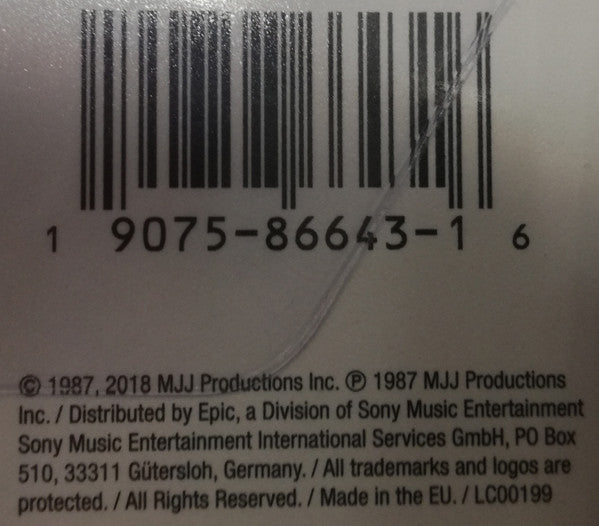 1 9075-86643-1 6
© 1987, 2018 MJJ Productions Inc. ℗ 1987 MJJ Productions
Inc. / Distributed by Epic, a Division of Sony Music Entertainment
Sony Music Entertainment International Services GmbH, PO Box
510, 33311 Gütersloh, Germany. / All trademarks and logos are
protected. / All Rights Reserved. / Made in the EU. / LC00199